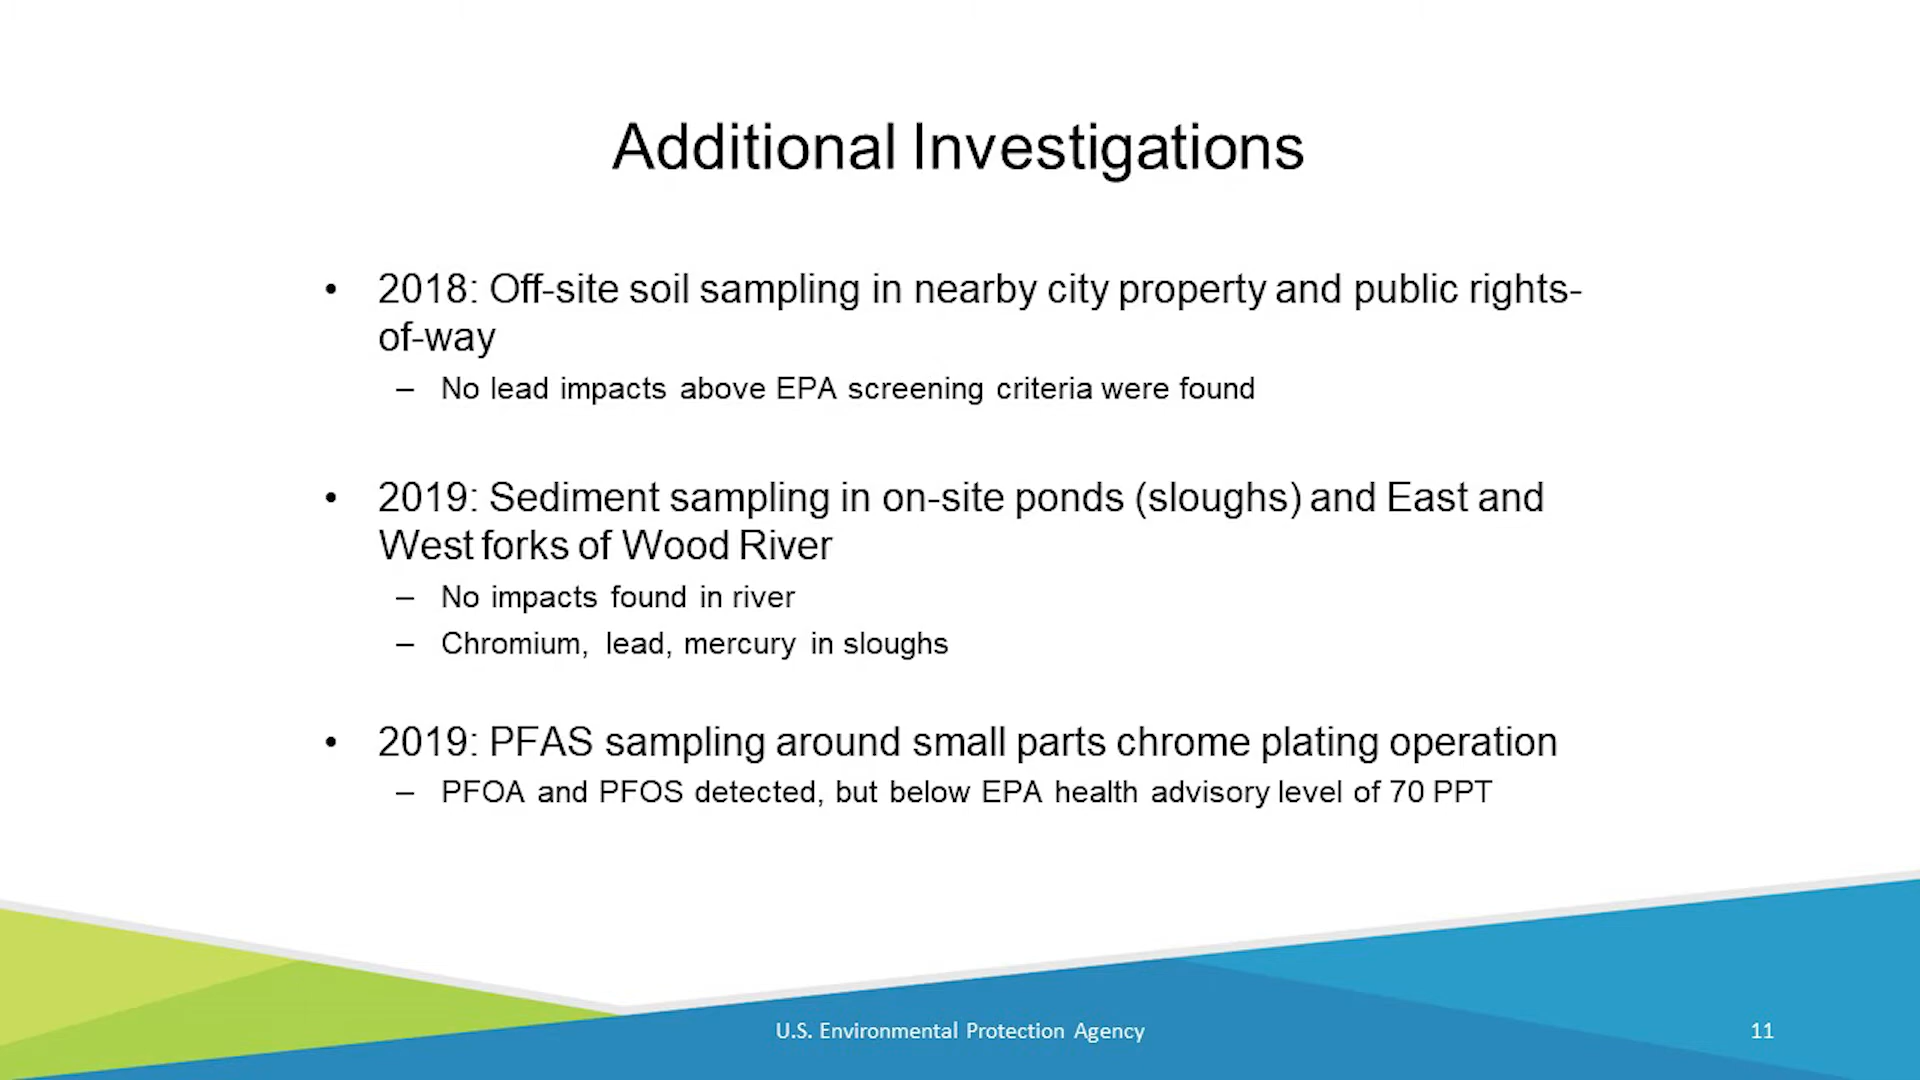 Additional Investigations
• 2018: Off-site soil sampling in nearby city property and public rights-
of-way
– No lead impacts above EPA screening criteria were found
• 2019: Sediment sampling in on-site ponds (sloughs) and East and
West forks of Wood River
– No impacts found in river
– Chromium, lead, mercury in sloughs
• 2019: PFAS sampling around small parts chrome plating operation
– PFOA and PFOS detected, but below EPA health advisory level of 70 PPT
U.S. Environmental Protection Agency
11